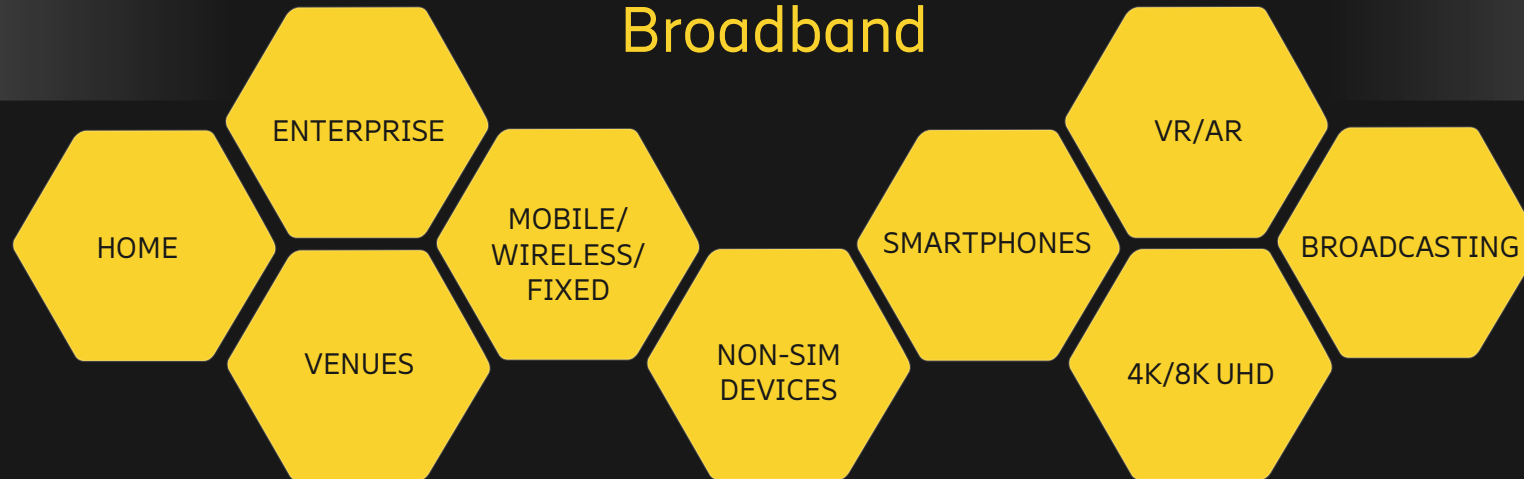 Broadband
ENTERPRISE
VR/AR
HOME
MOBILE/
WIRELESS/
FIXED
SMARTPHONES
BROADCASTING
VENUES
NON-SIM
DEVICES
4K/8K UHD